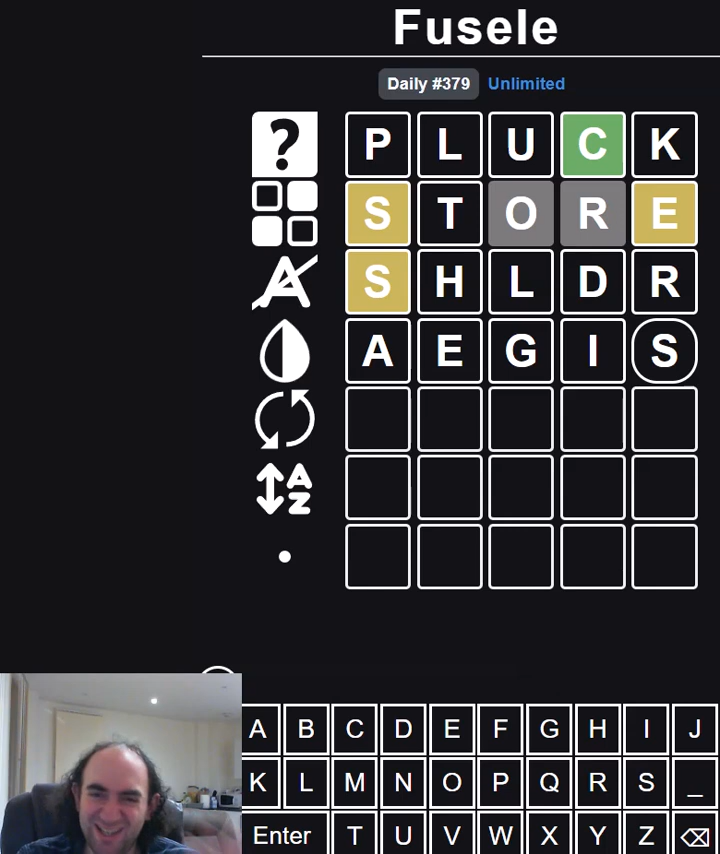 Fusele
Daily #379 Unlimited
? P L U C K
S T O R E
A S H L D R
A E G I S
A Z
A B C D E F G H I J
K L M N O P Q R S _
Enter T U V W X Y Z ⌫